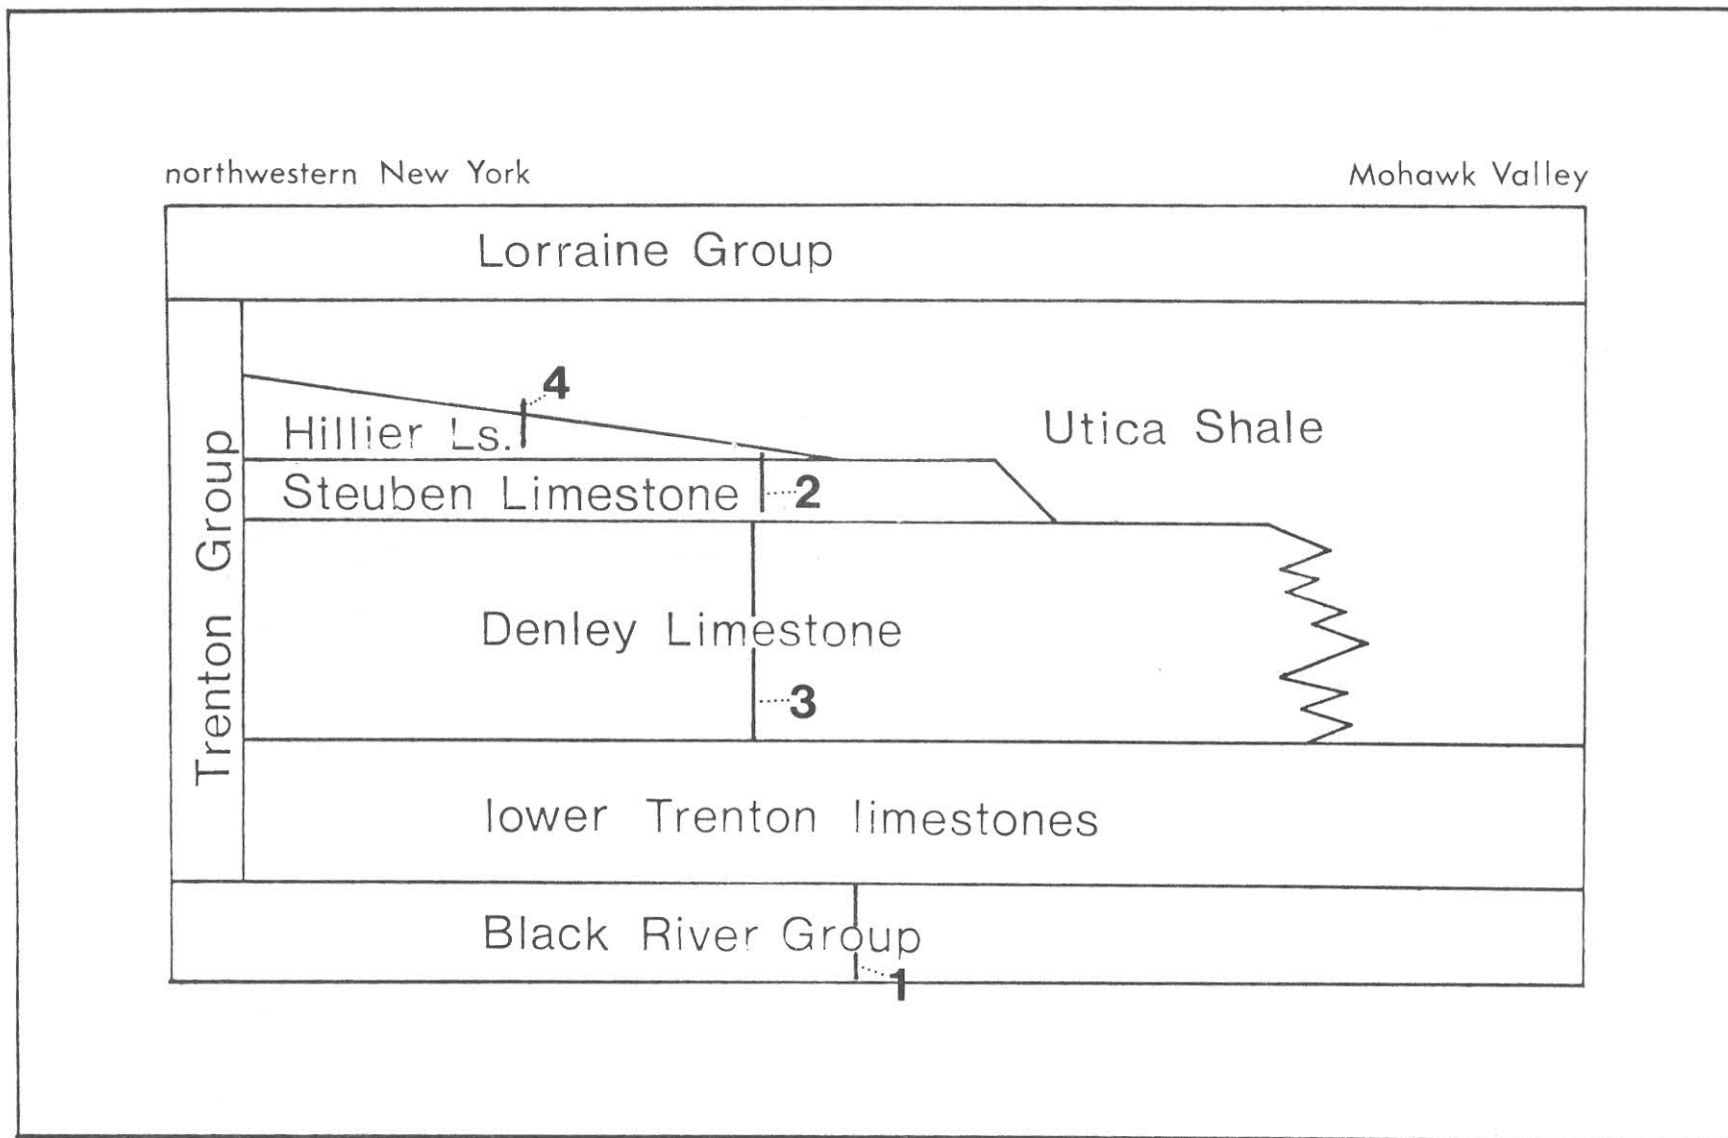 northwestern New York
Mohawk Valley
Lorraine Group
Trenton Group
4
Hillier Ls.
Utica Shale
Steuben Limestone
2
Denley Limestone
3
lower Trenton limestones
Black River Group
1